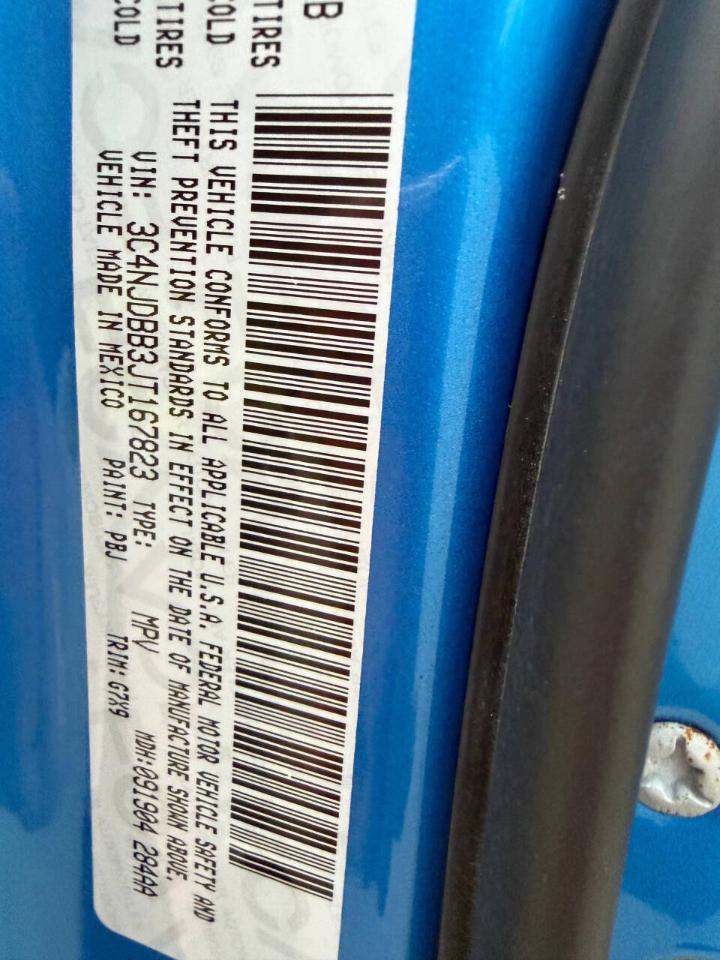 B
TIRES COLD
TIRES COLD
THIS VEHICLE CONFORMS TO ALL APPLICABLE U.S.A. FEDERAL MOTOR VEHICLE SAFETY AND
THEFT PREVENTION STANDARDS IN EFFECT ON THE DATE OF MANUFACTURE SHOWN ABOVE.
VIN: 3C4NJDBB3JT167823 TYPE: MPV MDH:091904 284AA
VEHICLE MADE IN MEXICO PAINT: PBJ TRIM: G7X9